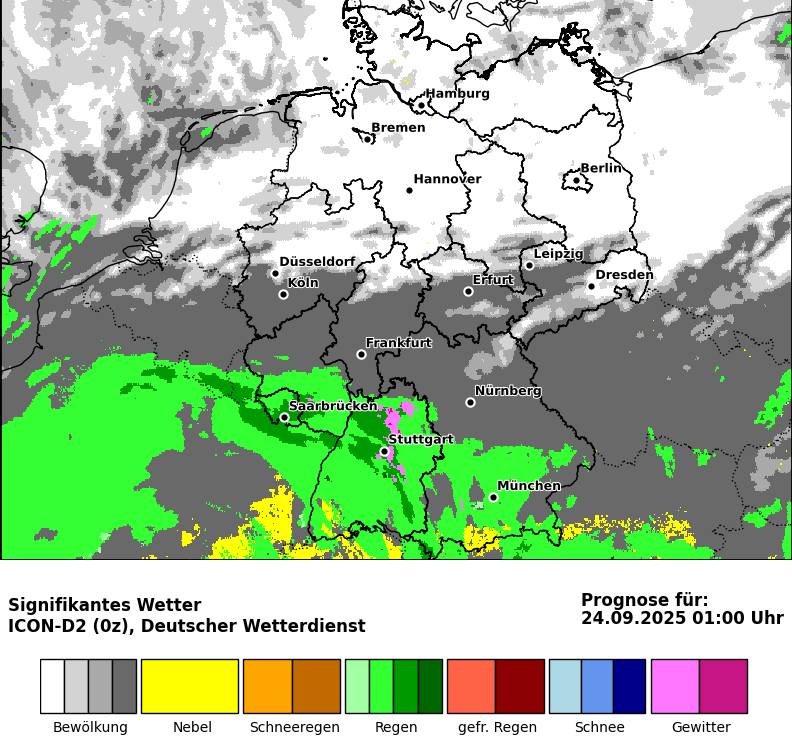 Hamburg
Bremen
Berlin
Hannover
Leipzig
Düsseldorf
Dresden
Köln
Erfurt
Frankfurt
Nürnberg
Saarbrücken
Stuttgart
München
Signifikantes Wetter
ICON-D2 (0z), Deutscher Wetterdienst
Prognose für:
24.09.2025 01:00 Uhr
Bewölkung
Nebel
Schneeregen
Regen
gefr. Regen
Schnee
Gewitter